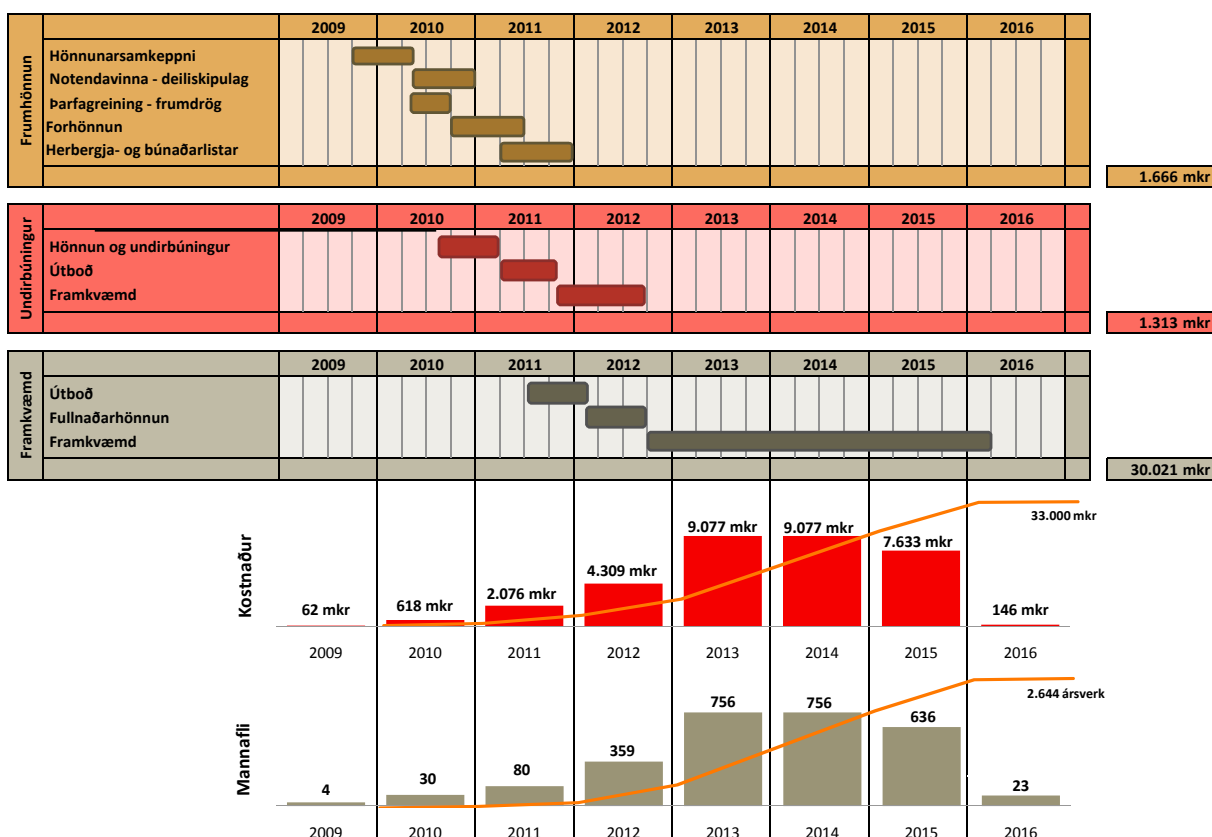 2009 2010 2011 2012 2013 2014 2015 2016
Frumhönnun
Hönnunarsamkeppni
Notendavinna - deiliskipulag
Þarfagreining - frumdrög
Forhönnun
Herbergja- og búnaðarlistar
1.666 mkr
2009 2010 2011 2012 2013 2014 2015 2016
Undirbúningur
Hönnun og undirbúningur
Útboð
Framkvæmd
1.313 mkr
2009 2010 2011 2012 2013 2014 2015 2016
Framkvæmd
Útboð
Fullnaðarhönnun
Framkvæmd
30.021 mkr
Kostnaður
33.000 mkr
62 mkr 618 mkr 2.076 mkr 4.309 mkr 9.077 mkr 9.077 mkr 7.633 mkr 146 mkr
2009 2010 2011 2012 2013 2014 2015 2016
Mannafli
2.644 ársverk
4 30 80 359 756 756 636 23
2009 2010 2011 2012 2013 2014 2015 2016